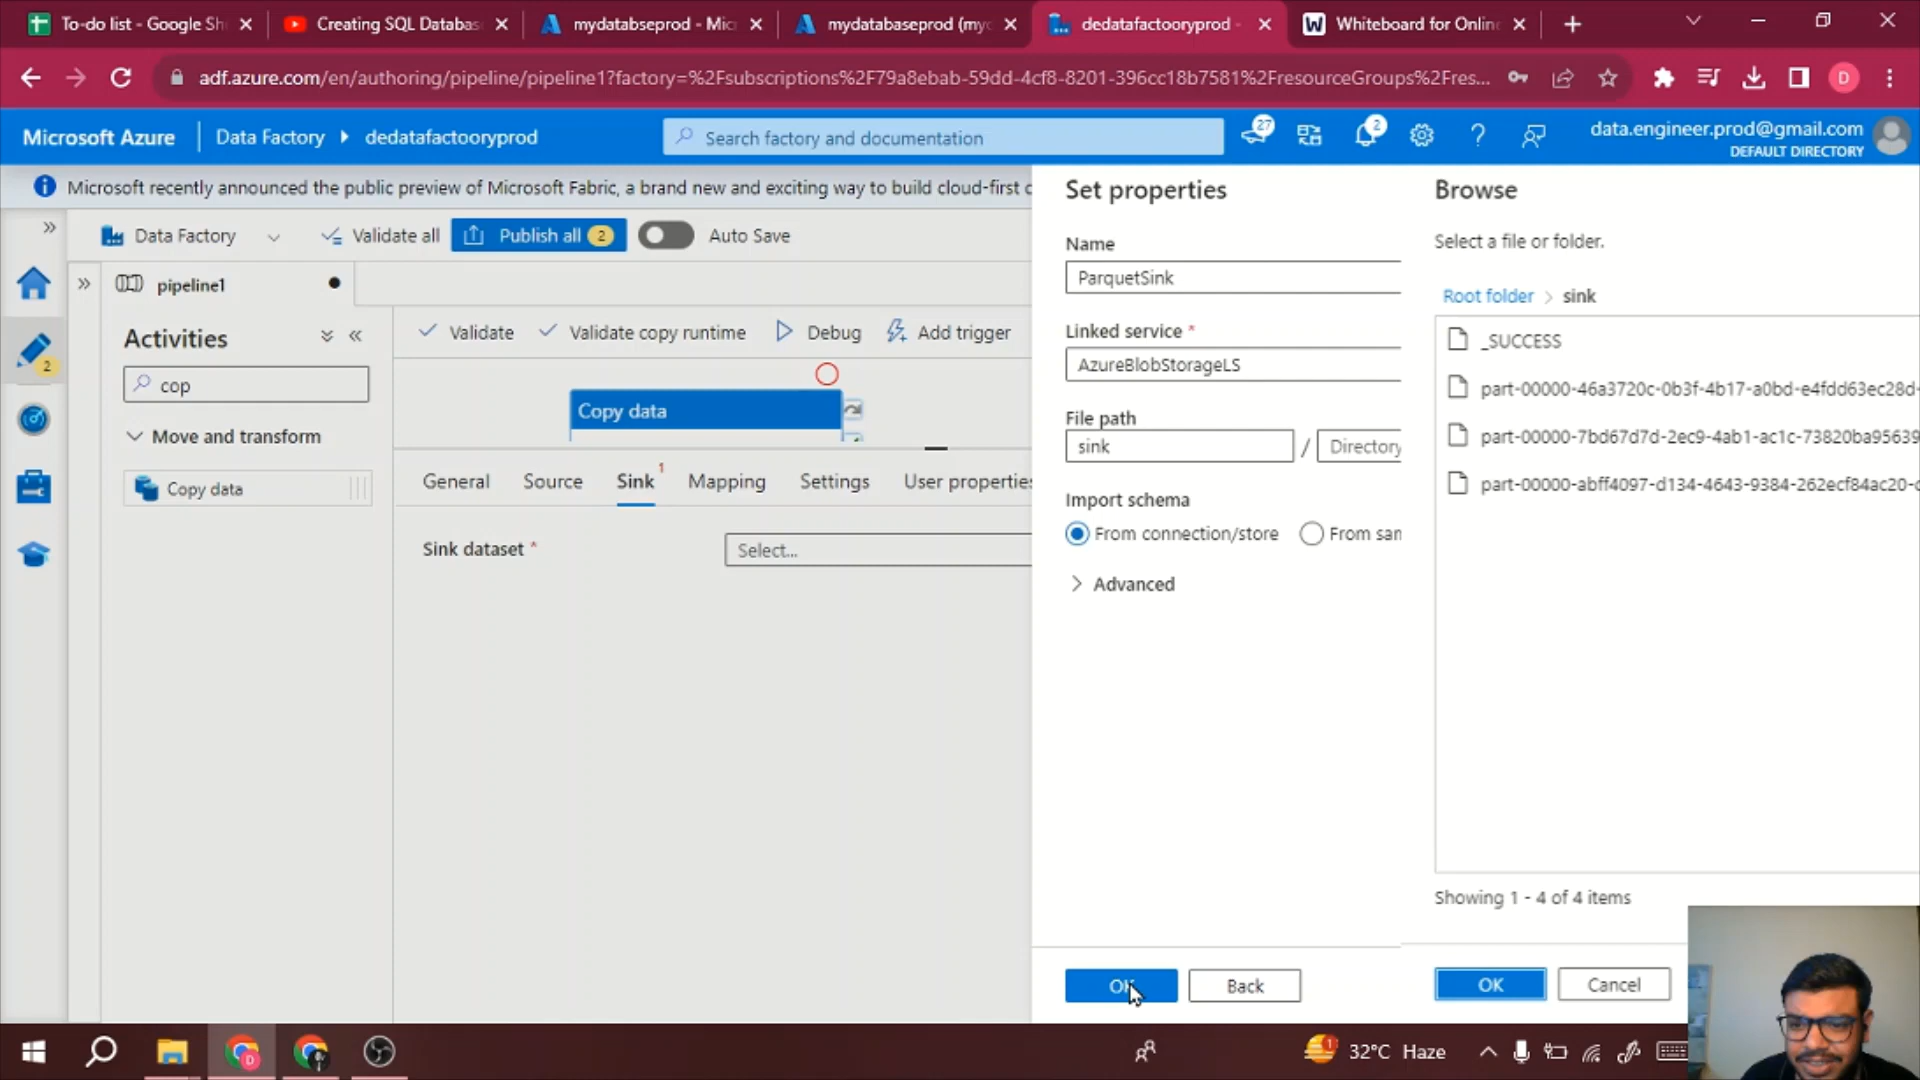 To-do list - Google Sh
Creating SQL Databas
mydatabseprod - Mic
mydatabaseprod (my
dedatafactooryprod -
Whiteboard for Onlin
adf.azure.com/en/authoring/pipeline/pipeline1?factory=%2Fsubscriptions%2F79a8ebab-59dd-4cf8-8201-396cc18b7581%2FresourceGroups%2Fres...
D
Microsoft Azure
Data Factory
dedatafactooryprod
Search factory and documentation
27
2
data.engineer.prod@gmail.com
DEFAULT DIRECTORY
Microsoft recently announced the public preview of Microsoft Fabric, a brand new and exciting way to build cloud-first
Data Factory
Validate all
Publish all 2
Auto Save
2
pipeline1
Activities
cop
Move and transform
Copy data
Validate
Validate copy runtime
Debug
Add trigger
Copy data
General
Source
Sink 1
Mapping
Settings
User properties
Sink dataset *
Select...
Set properties
Name
ParquetSink
Linked service *
AzureBlobStorageLS
File path
sink / Directory
Import schema
From connection/store
From sam
Advanced
OK
Back
Browse
Select a file or folder.
Root folder > sink
_SUCCESS
part-00000-46a3720c-0b3f-4b17-a0bd-e4fdd63ec28d-
part-00000-7bd67d7d-2ec9-4ab1-ac1c-73820ba95639
part-00000-abff4097-d134-4643-9384-262ecf84ac20-c
Showing 1 - 4 of 4 items
OK
Cancel
D
1
32°C Haze